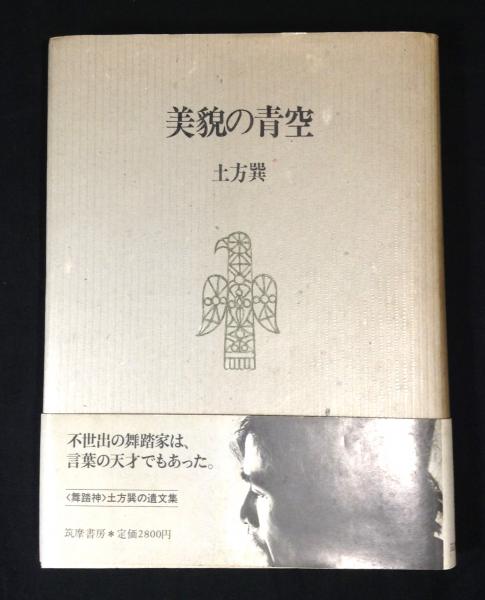 美貌の青空
土方巽
不世出の舞踏家は、
言葉の天才でもあった。
〈舞踏神〉土方巽の遺文集
筑摩書房＊定価2800円